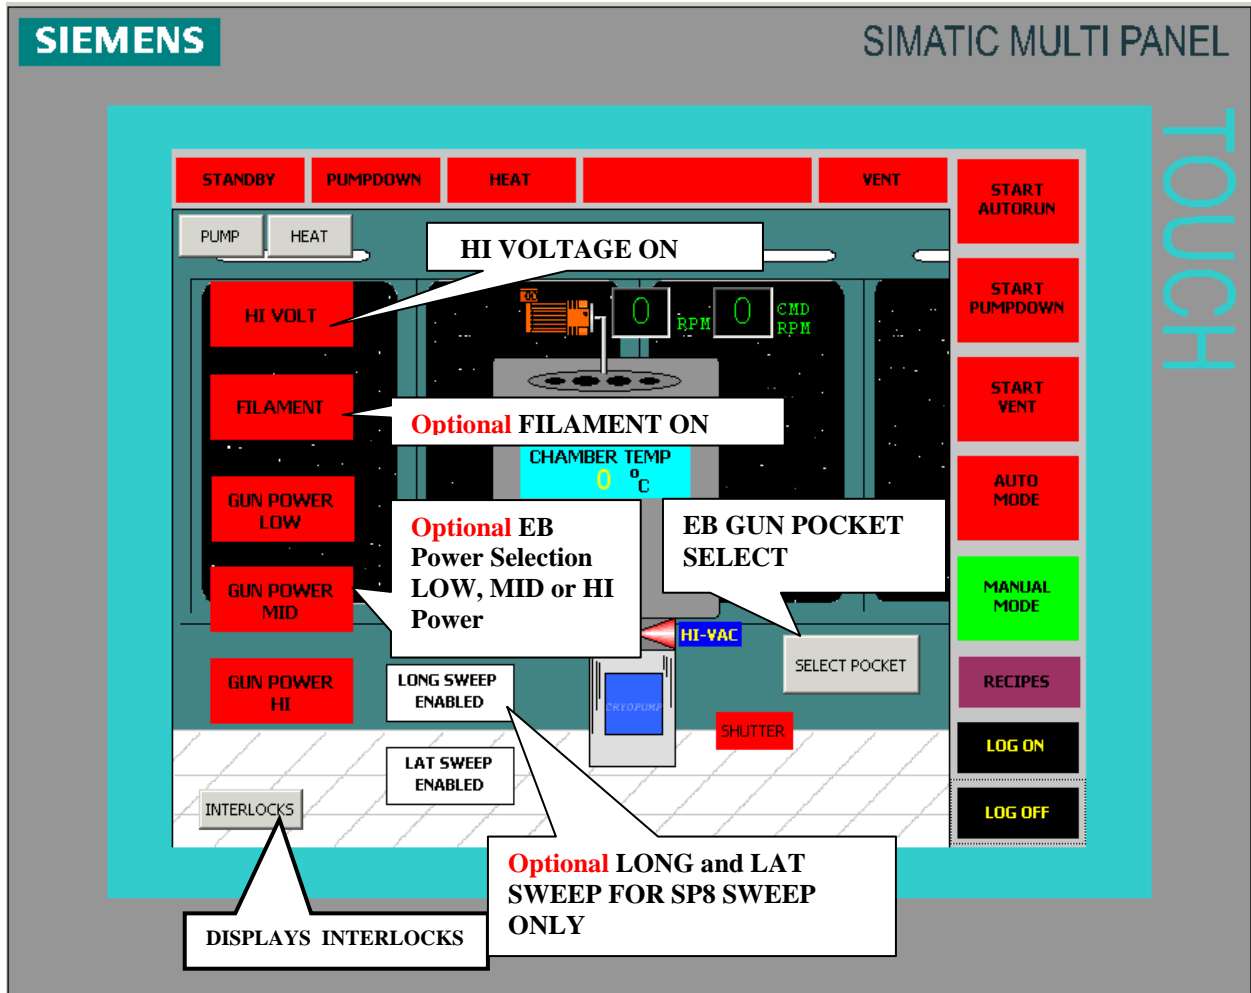 SIEMENS
SIMATIC MULTI PANEL
TOUCH
STANDBY
PUMPDOWN
HEAT
VENT
START
AUTORUN
PUMP
HEAT
HI VOLTAGE ON
START
PUMPDOWN
HI VOLT
0
RPM
0
CMD
RPM
START
VENT
FILAMENT
Optional FILAMENT ON
CHAMBER TEMP
0 °C
AUTO
MODE
GUN POWER
LOW
Optional EB
Power Selection
LOW, MID or HI
Power
EB GUN POCKET
SELECT
GUN POWER
MID
MANUAL
MODE
HI-VAC
SELECT POCKET
GUN POWER
HI
LONG SWEEP
ENABLED
CRYOPUMP
RECIPES
SHUTTER
LOG ON
LAT SWEEP
ENABLED
INTERLOCKS
LOG OFF
Optional LONG and LAT
SWEEP FOR SP8 SWEEP
ONLY
DISPLAYS INTERLOCKS